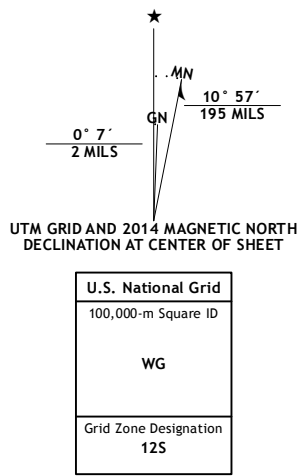 MN
10° 57´
195 MILS
GN
0° 7´
2 MILS
UTM GRID AND 2014 MAGNETIC NORTH
DECLINATION AT CENTER OF SHEET
U.S. National Grid
100,000-m Square ID
WG
Grid Zone Designation
12S